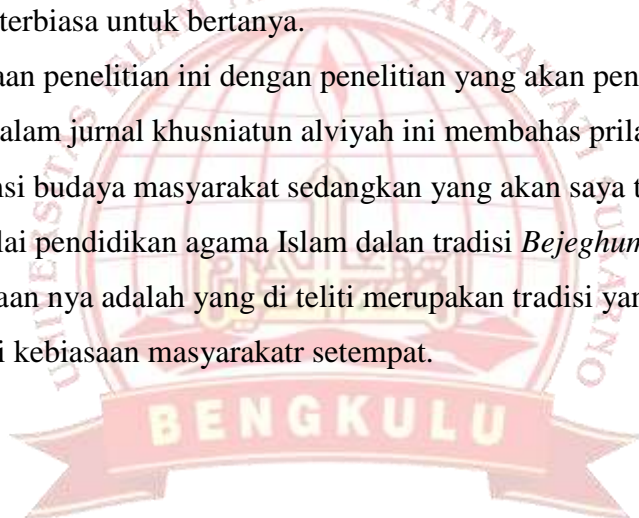 terbiasa untuk bertanya.
aan penelitian ini dengan penelitian yang akan pen
alam jurnal khusniatun alviyah ini membahas prila
nsi budaya masyarakat sedangkan yang akan saya t
lai pendidikan agama Islam dalan tradisi Bejeghum
aan nya adalah yang di teliti merupakan tradisi yan
i kebiasaan masyarakatr setempat.
BENGKULU